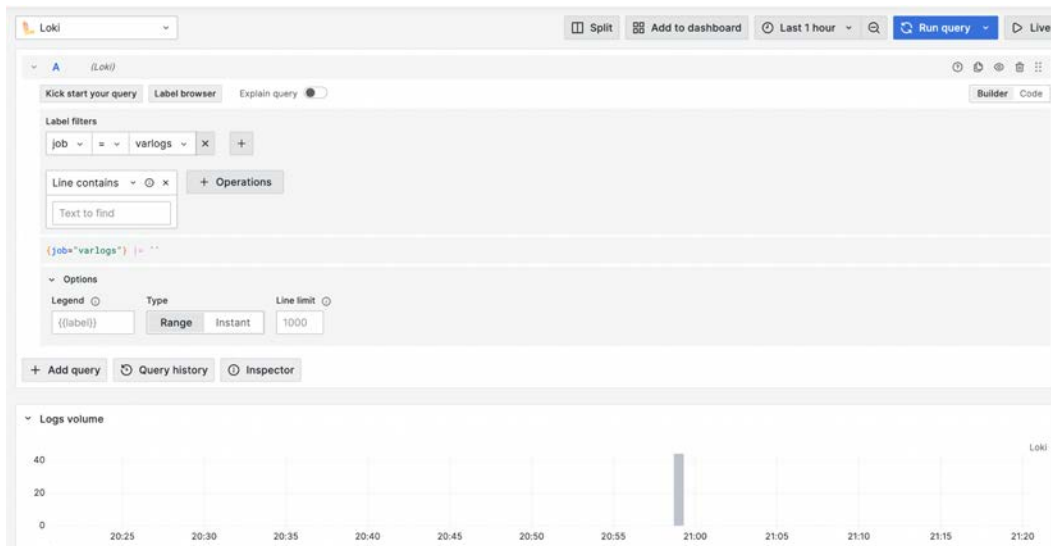 Loki Split Add to dashboard Last 1 hour Run query Live
A (Loki)
Kick start your query Label browser Explain query Builder Code
Label filters
job = varlogs × +
Line contains × + Operations
Text to find
{job="varlogs"} |= ``
Options
Legend Type Line limit
{{label}} Range Instant 1000
+ Add query Query history Inspector
Logs volume
Loki
40
20
0
20:25 20:30 20:35 20:40 20:45 20:50 20:55 21:00 21:05 21:10 21:15 21:20